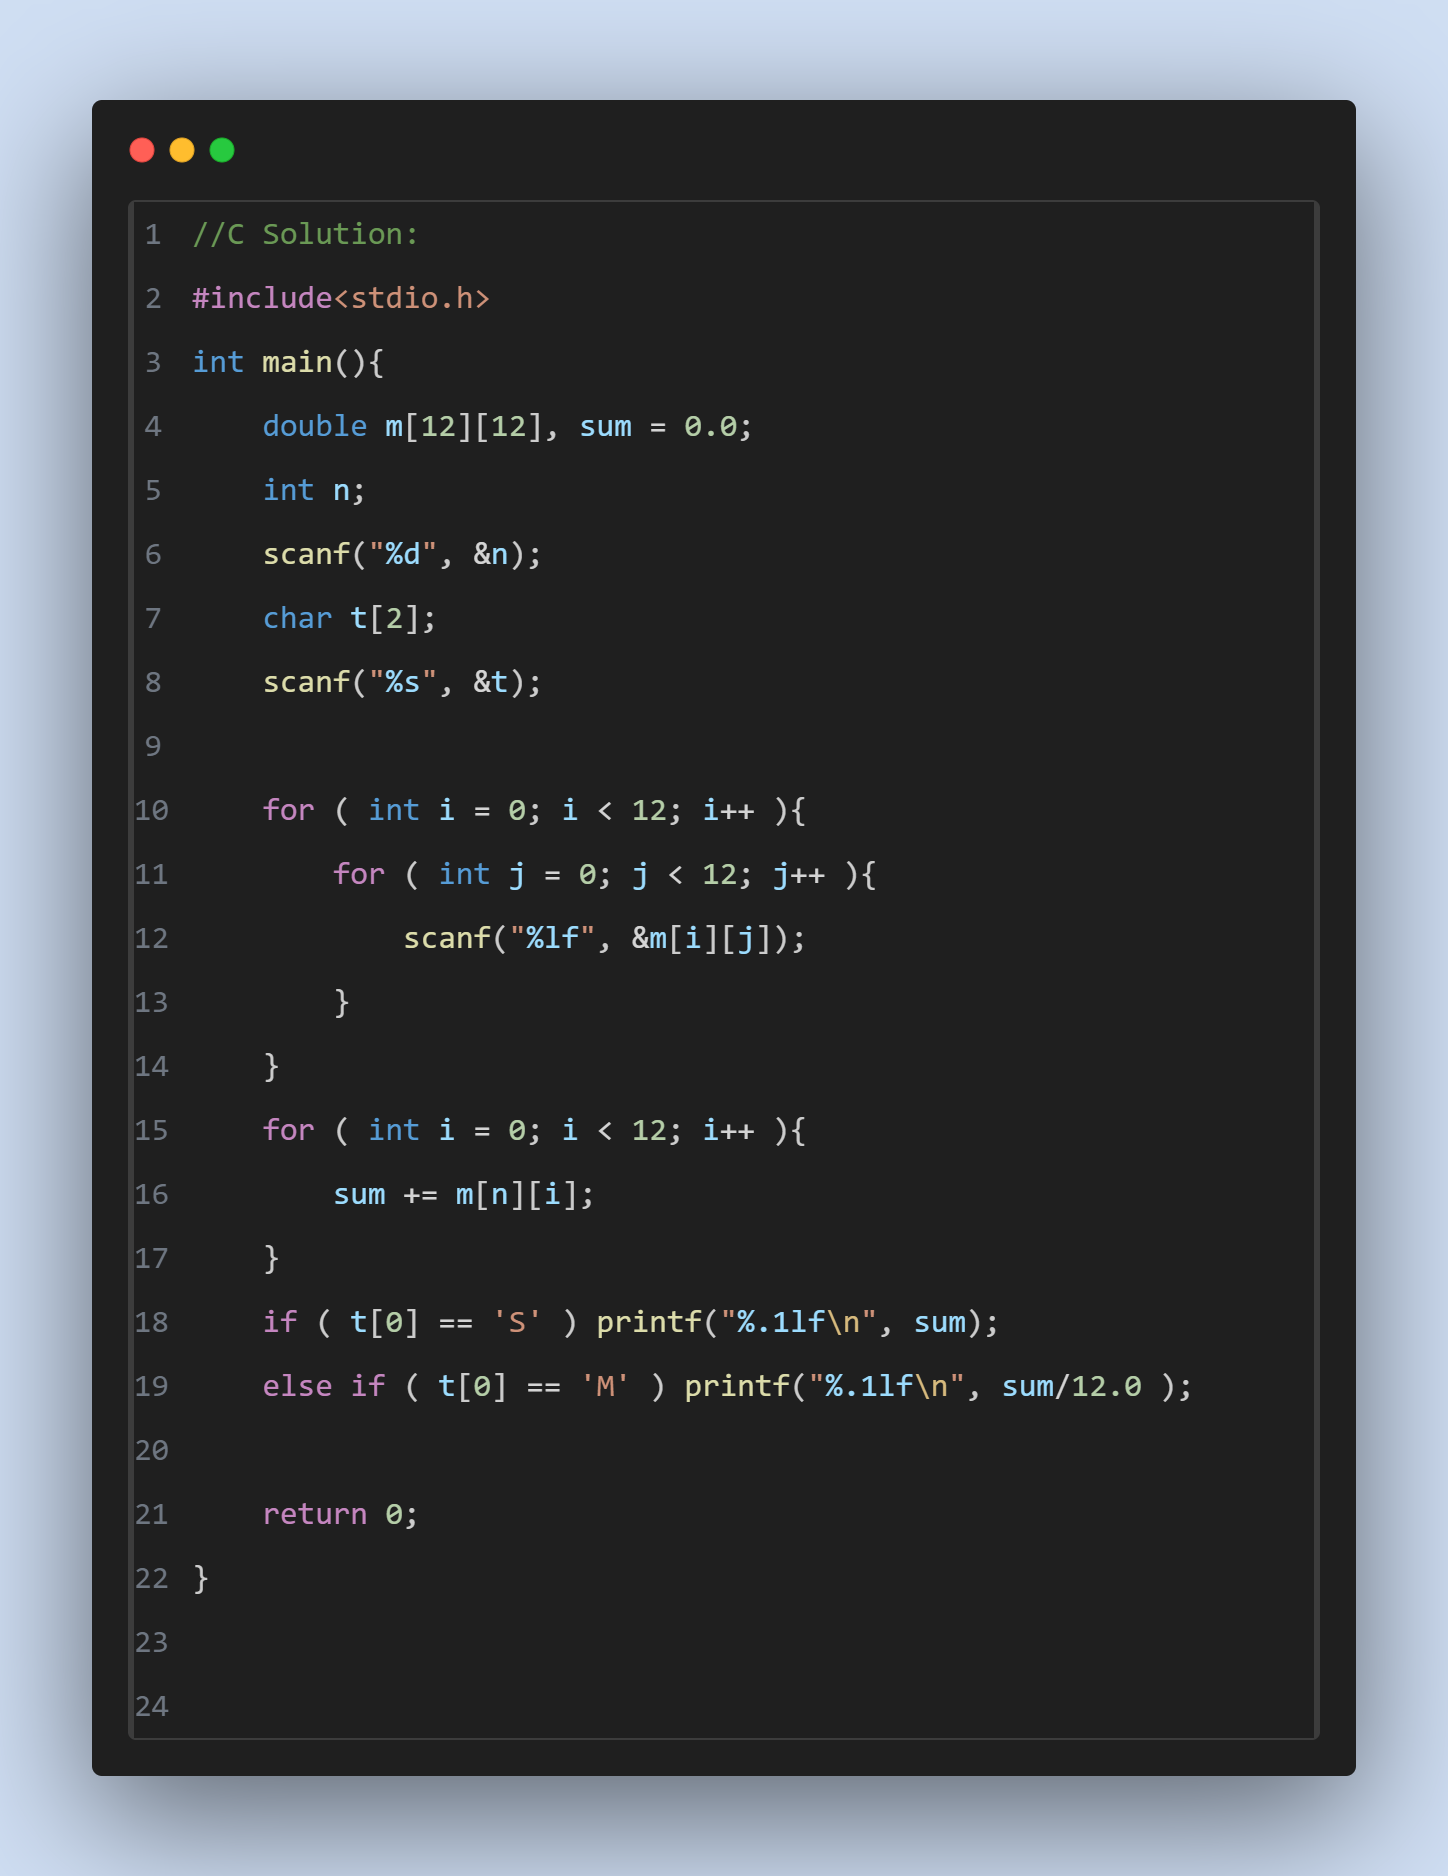 1 //C Solution:
2 #include<stdio.h>
3 int main(){
4     double m[12][12], sum = 0.0;
5     int n;
6     scanf("%d", &n);
7     char t[2];
8     scanf("%s", &t);
9
10     for ( int i = 0; i < 12; i++ ){
11         for ( int j = 0; j < 12; j++ ){
12             scanf("%lf", &m[i][j]);
13         }
14     }
15     for ( int i = 0; i < 12; i++ ){
16         sum += m[n][i];
17     }
18     if ( t[0] == 'S' ) printf("%.1lf\n", sum);
19     else if ( t[0] == 'M' ) printf("%.1lf\n", sum/12.0 );
20
21     return 0;
22 }
23
24